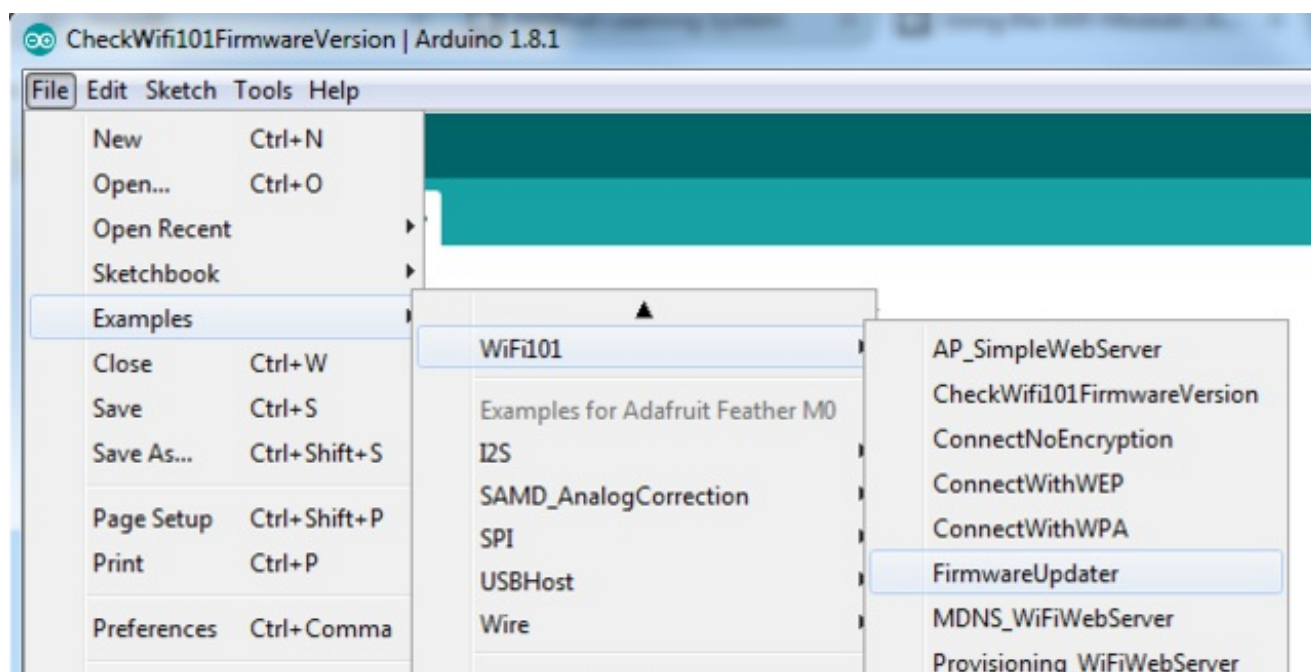 CheckWifi101FirmwareVersion | Arduino 1.8.1
File Edit Sketch Tools Help
New Ctrl+N
Open... Ctrl+O
Open Recent
Sketchbook
Examples
Close Ctrl+W
Save Ctrl+S
Save As... Ctrl+Shift+S
Page Setup Ctrl+Shift+P
Print Ctrl+P
Preferences Ctrl+Comma
WiFi101
Examples for Adafruit Feather M0
I2S
SAMD_AnalogCorrection
SPI
USBHost
Wire
AP_SimpleWebServer
CheckWifi101FirmwareVersion
ConnectNoEncryption
ConnectWithWEP
ConnectWithWPA
FirmwareUpdater
MDNS_WiFiWebServer
Provisioning_WiFiWebServer